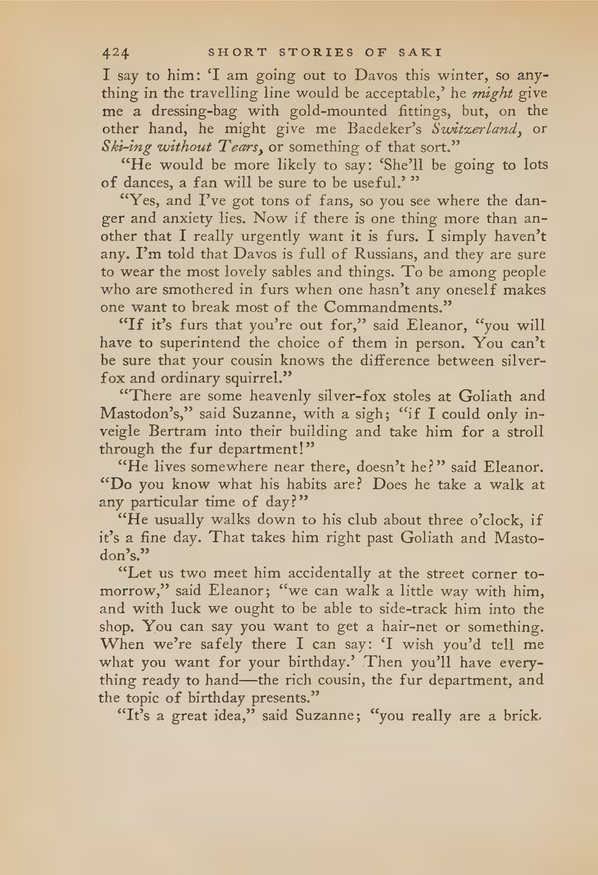 424 SHORT STORIES OF SAKI
I say to him: ‘I am going out to Davos this winter, so any-
thing in the travelling line would be acceptable,’ he might give
me a dressing-bag with gold-mounted fittings, but, on the
other hand, he might give me Baedeker’s Switzerland, or
Ski-ing without Tears, or something of that sort.”
“He would be more likely to say: ‘She’ll be going to lots
of dances, a fan will be sure to be useful.’ ”
“Yes, and I’ve got tons of fans, so you see where the dan-
ger and anxiety lies. Now if there is one thing more than an-
other that I really urgently want it is furs. I simply haven’t
any. I’m told that Davos is full of Russians, and they are sure
to wear the most lovely sables and things. To be among people
who are smothered in furs when one hasn’t any oneself makes
one want to break most of the Commandments.”
“If it’s furs that you’re out for,” said Eleanor, “you will
have to superintend the choice of them in person. You can’t
be sure that your cousin knows the difference between silver-
fox and ordinary squirrel.”
“There are some heavenly silver-fox stoles at Goliath and
Mastodon’s,” said Suzanne, with a sigh; “if I could only in-
veigle Bertram into their building and take him for a stroll
through the fur department!”
“He lives somewhere near there, doesn’t he?” said Eleanor.
“Do you know what his habits are? Does he take a walk at
any particular time of day?”
“He usually walks down to his club about three o’clock, if
it’s a fine day. That takes him right past Goliath and Masto-
don’s.”
“Let us two meet him accidentally at the street corner to-
morrow,” said Eleanor; “we can walk a little way with him,
and with luck we ought to be able to side-track him into the
shop. You can say you want to get a hair-net or something.
When we’re safely there I can say: ‘I wish you’d tell me
what you want for your birthday.’ Then you’ll have every-
thing ready to hand—the rich cousin, the fur department, and
the topic of birthday presents.”
“It’s a great idea,” said Suzanne; “you really are a brick.